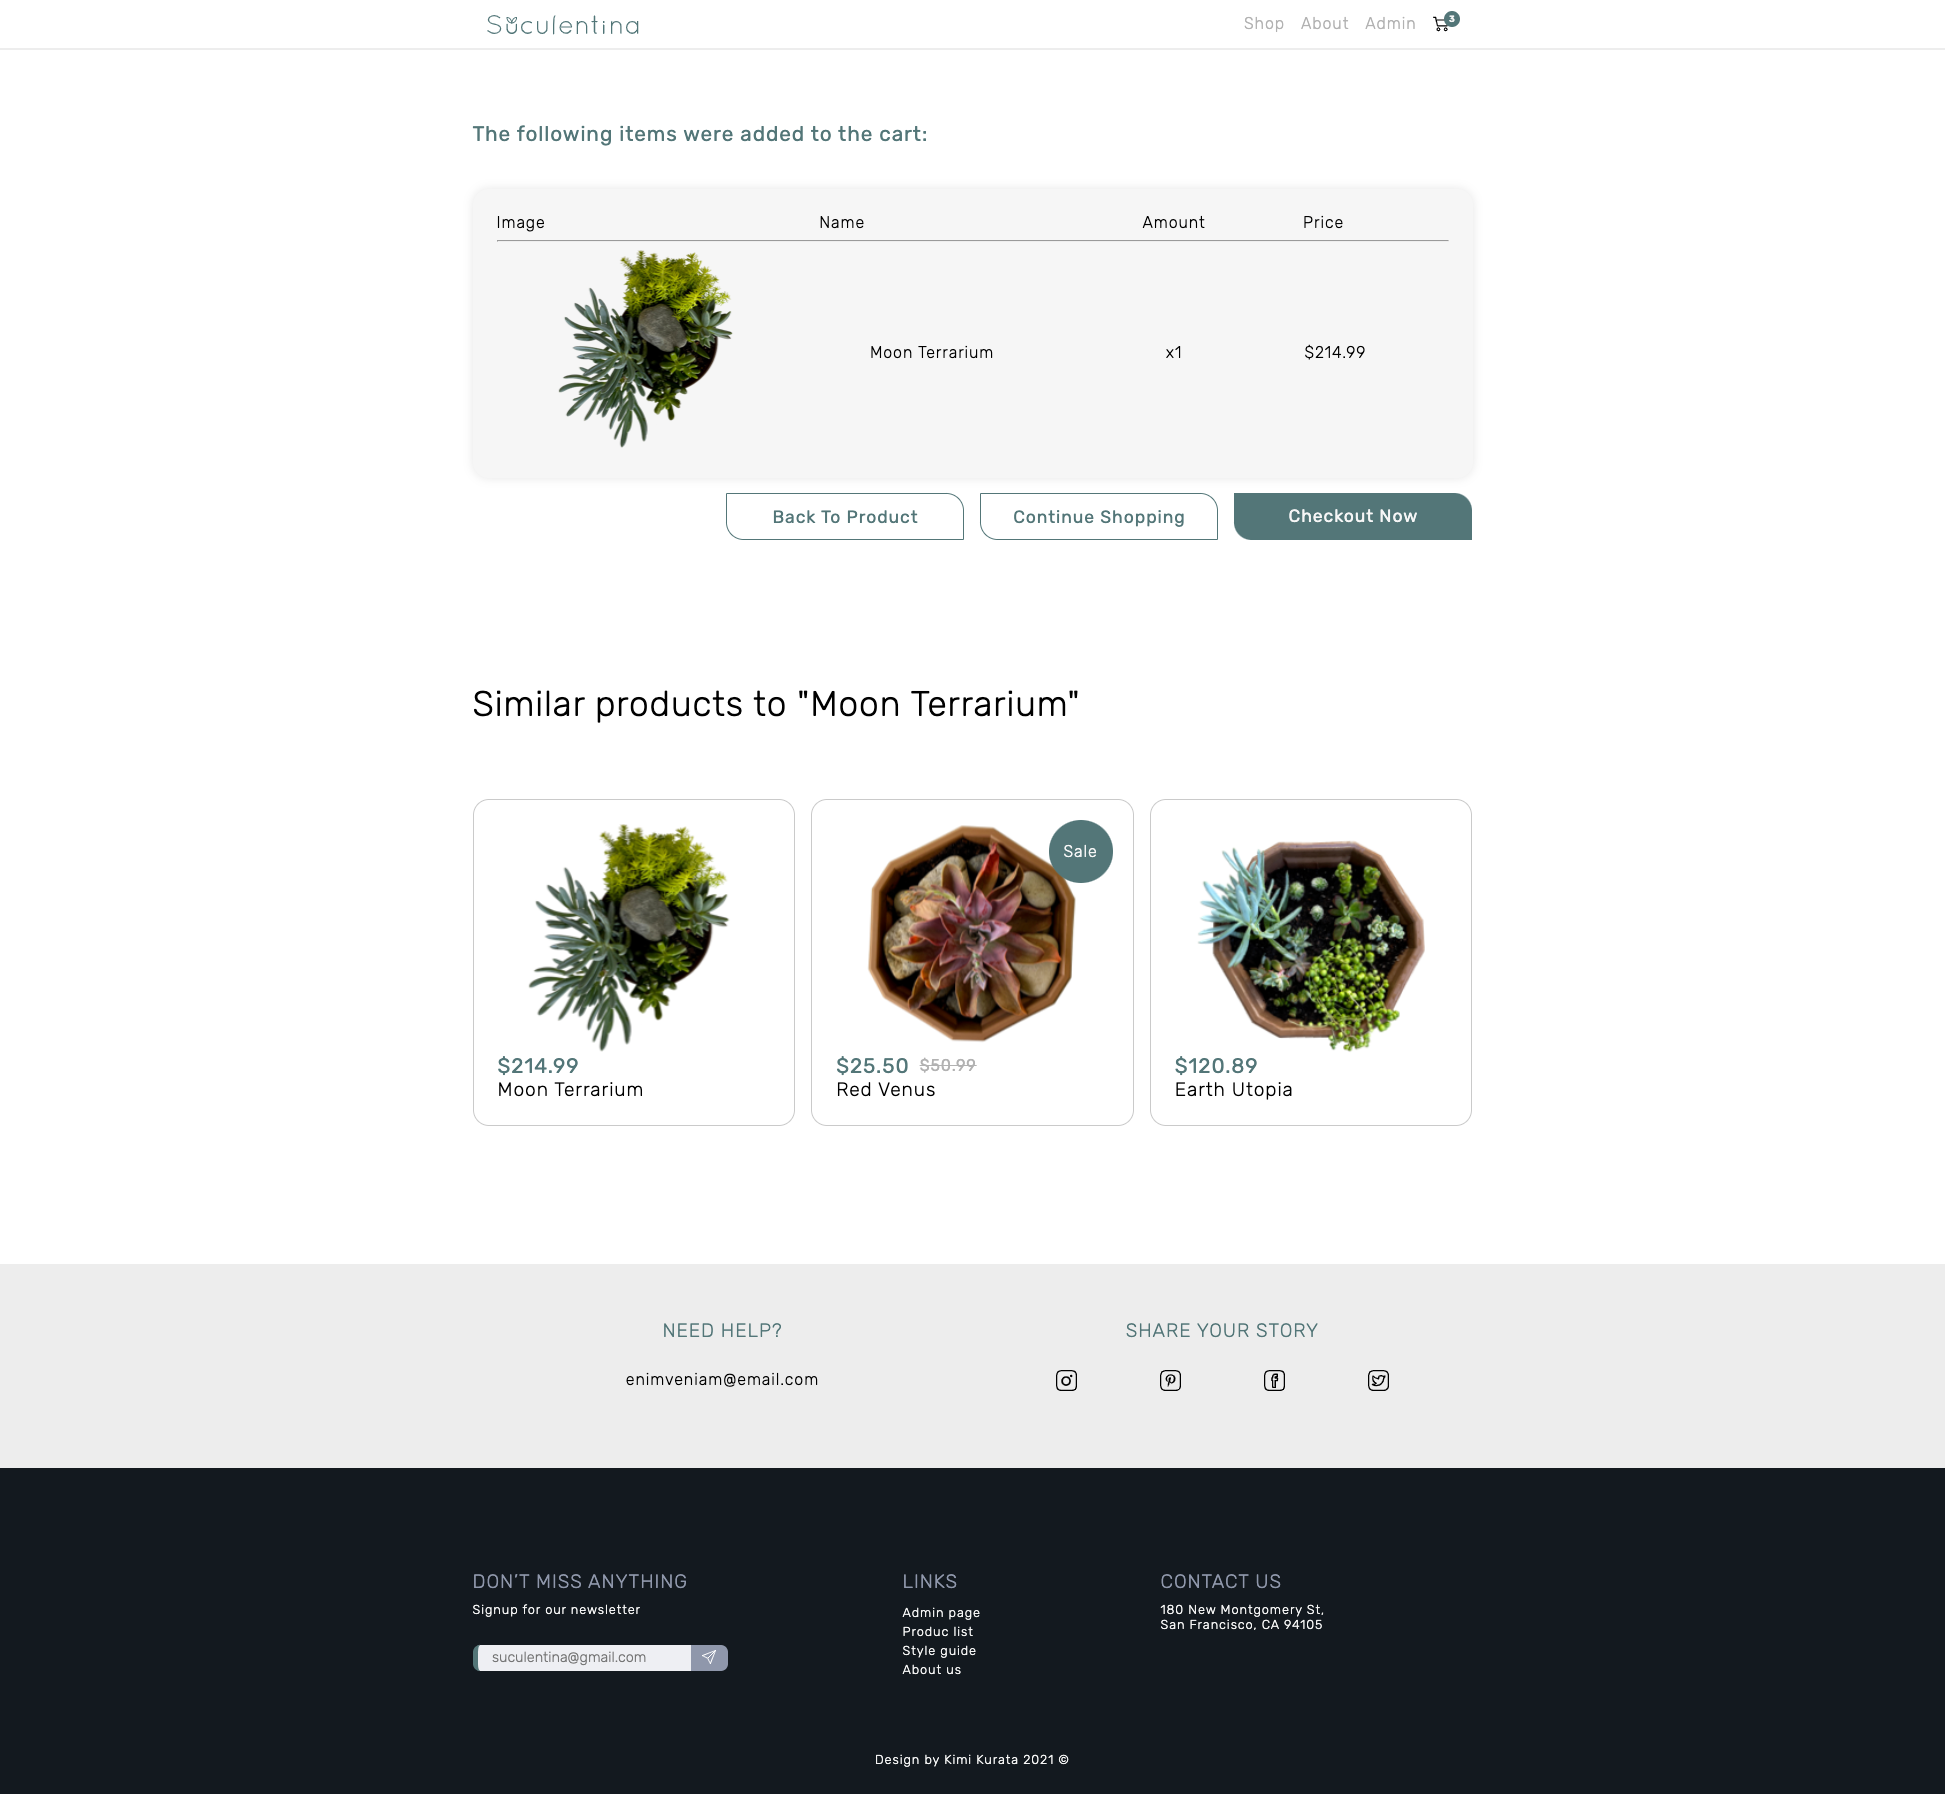 Suculentina
Shop About Admin 3
The following items were added to the cart:
Image Name Amount Price
Moon Terrarium x1 $214.99
Back To Product Continue Shopping Checkout Now
Similar products to "Moon Terrarium"
Sale
$214.99
Moon Terrarium
$25.50 $50.99
Red Venus
$120.89
Earth Utopia
NEED HELP?
enimveniam@email.com
SHARE YOUR STORY
DON'T MISS ANYTHING
Signup for our newsletter
suculentina@gmail.com
LINKS
Admin page
Produc list
Style guide
About us
CONTACT US
180 New Montgomery St,
San Francisco, CA 94105
Design by Kimi Kurata 2021 ©